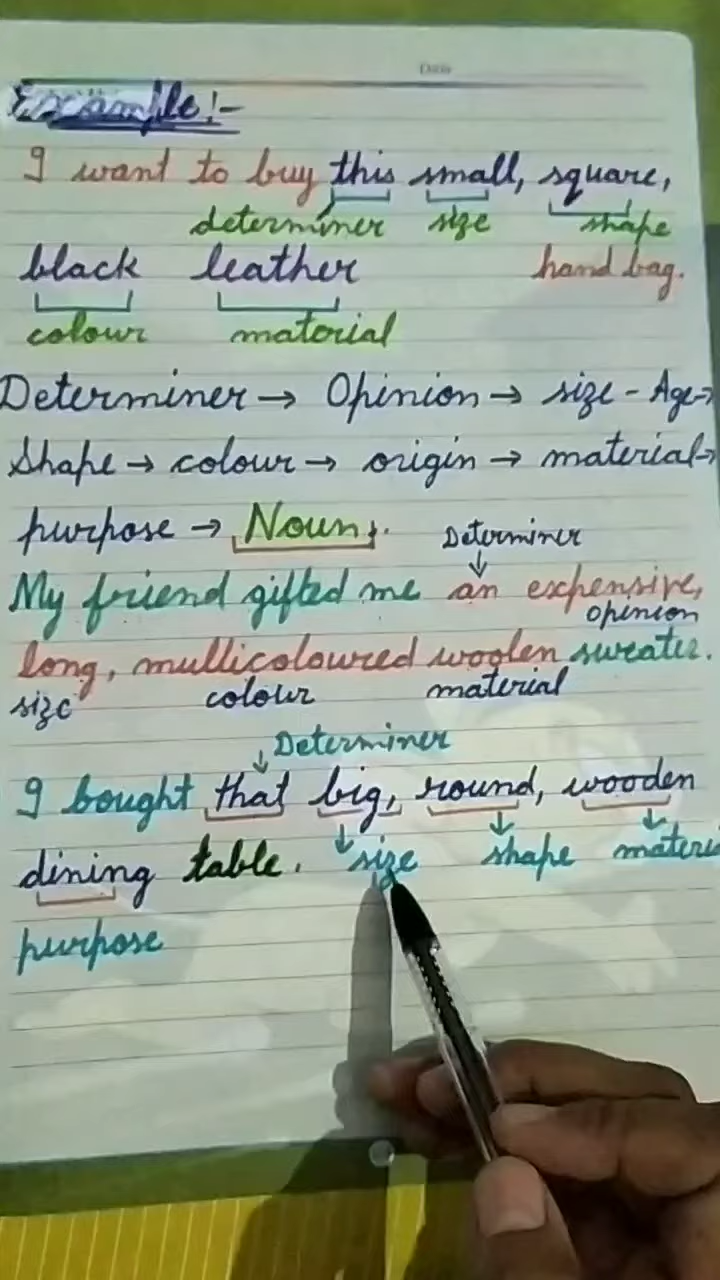 Date
Example:-
I want to buy this small, square,
determiner size shape
black leather hand bag.
colour material
Determiner → Opinion → size - Age →
Shape → colour → origin → material →
purpose → Noun.
Determiner
My friend gifted me an expensive,
opinion
long, multicoloured woolen sweater.
size colour material
Determiner
I bought that big, round, wooden
dining table. size shape materi
purpose